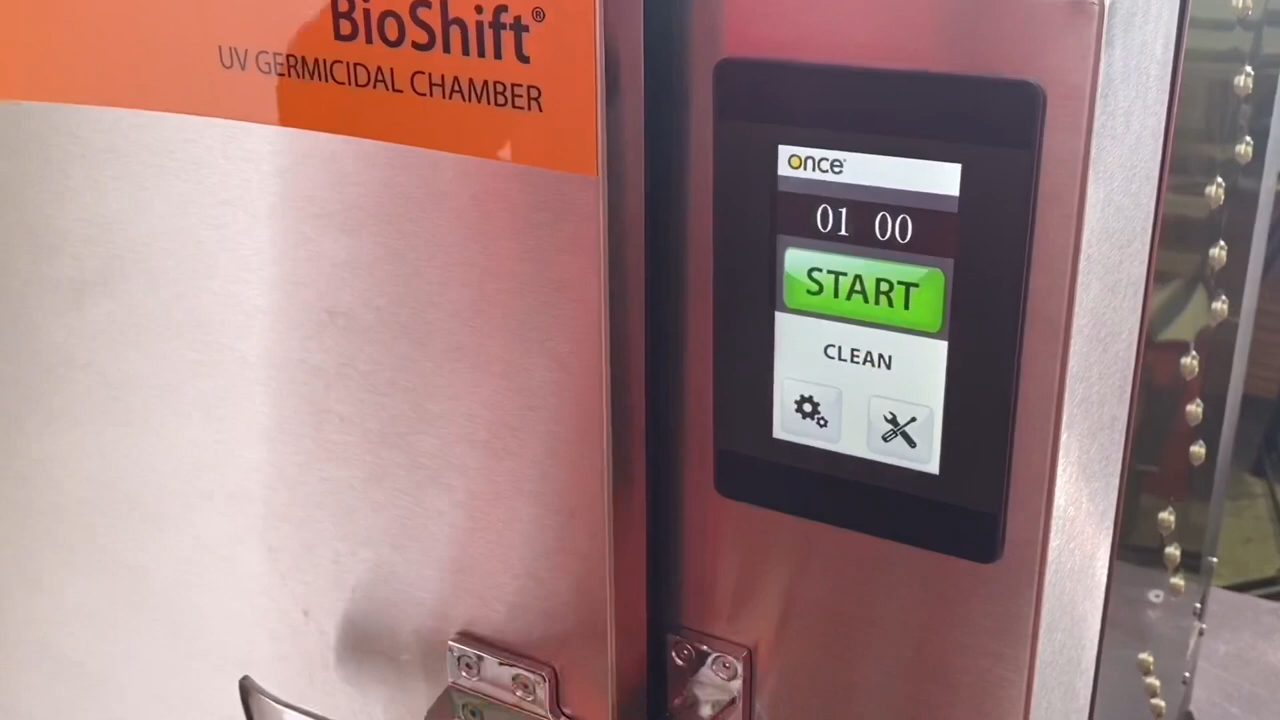 BioShift®
UV GERMICIDAL CHAMBER
once®
01 00
START
CLEAN